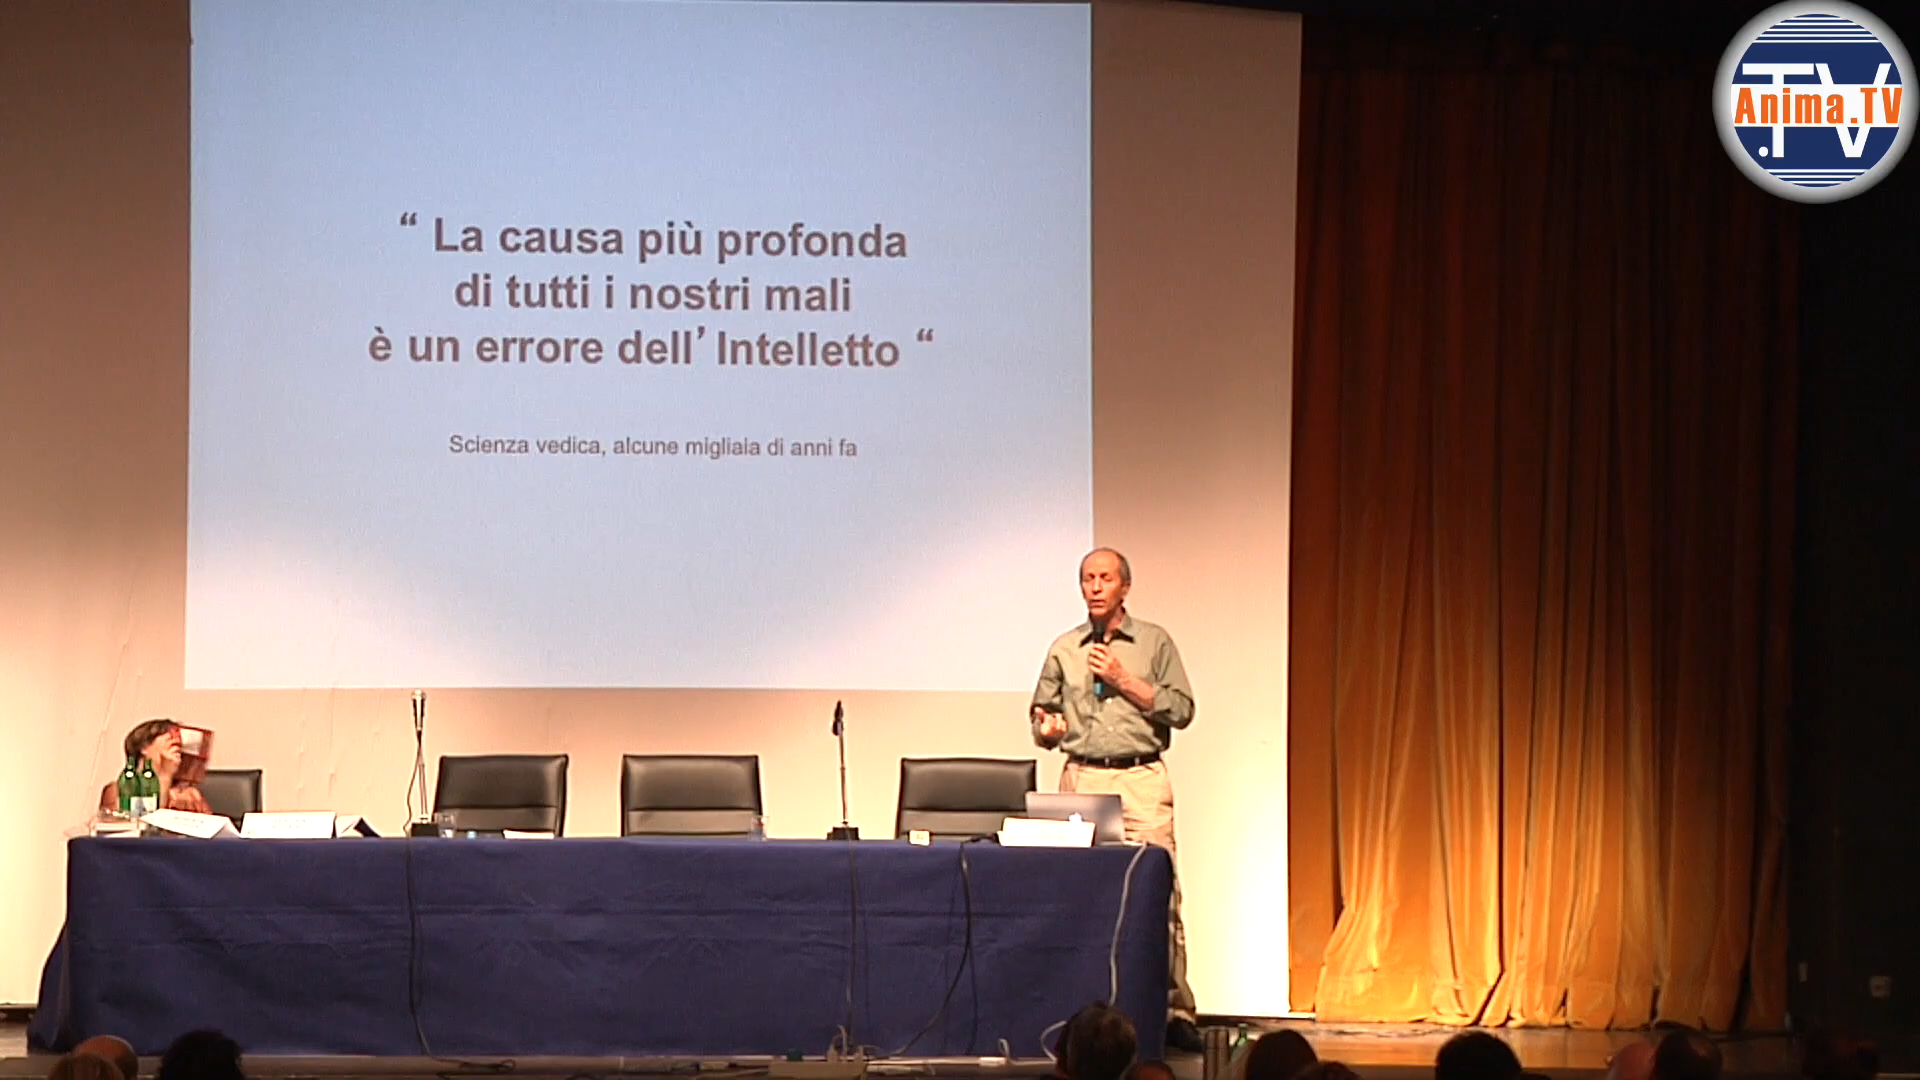 “ La causa più profonda
di tutti i nostri mali
è un errore dell’ Intelletto “
Scienza vedica, alcune migliaia di anni fa
TV
Anima.TV